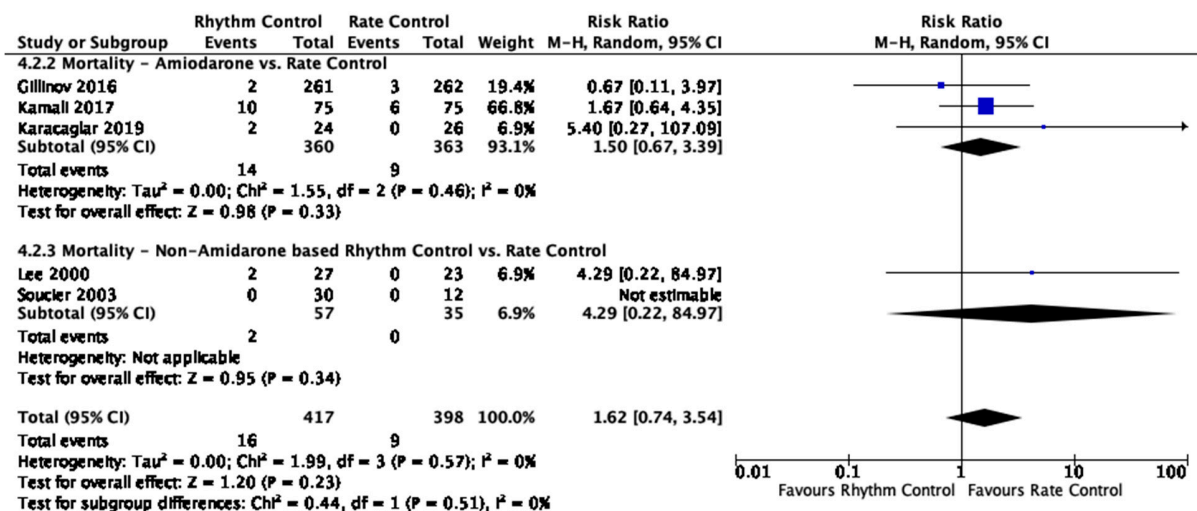 Rhythm Control Rate Control Risk Ratio Risk Ratio
Study or Subgroup Events Total Events Total Weight M-H, Random, 95% CI M-H, Random, 95% CI
4.2.2 Mortality - Amiodarone vs. Rate Control
Gillinov 2016 2 261 3 262 19.4% 0.67 [0.11, 3.97]
Kamali 2017 10 75 6 75 66.8% 1.67 [0.64, 4.35]
Karacaglar 2019 2 24 0 26 6.9% 5.40 [0.27, 107.09]
Subtotal (95% CI) 360 363 93.1% 1.50 [0.67, 3.39]
Total events 14 9
Heterogeneity: Tau² = 0.00; Chi² = 1.55, df = 2 (P = 0.46); I² = 0%
Test for overall effect: Z = 0.98 (P = 0.33)
4.2.3 Mortality - Non-Amidarone based Rhythm Control vs. Rate Control
Lee 2000 2 27 0 23 6.9% 4.29 [0.22, 84.97]
Soucier 2003 0 30 0 12 Not estimable
Subtotal (95% CI) 57 35 6.9% 4.29 [0.22, 84.97]
Total events 2 0
Heterogeneity: Not applicable
Test for overall effect: Z = 0.95 (P = 0.34)
Total (95% CI) 417 398 100.0% 1.62 [0.74, 3.54]
Total events 16 9
Heterogeneity: Tau² = 0.00; Chi² = 1.99, df = 3 (P = 0.57); I² = 0%
Test for overall effect: Z = 1.20 (P = 0.23)
Test for subgroup differences: Chi² = 0.44, df = 1 (P = 0.51), I² = 0%
0.01 0.1 1 10 100
Favours Rhythm Control Favours Rate Control